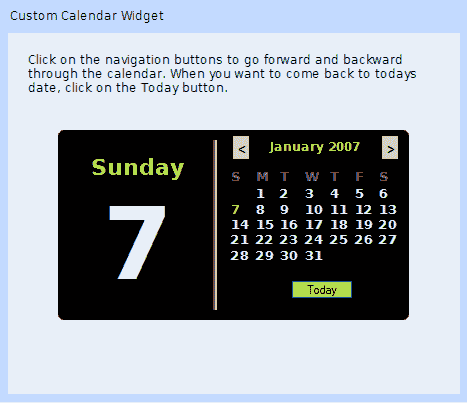 Custom Calendar Widget
Click on the navigation buttons to go forward and backward
through the calendar. When you want to come back to todays
date, click on the Today button.
Sunday
7
< January 2007 >
S M T W T F S
1 2 3 4 5 6
7 8 9 10 11 12 13
14 15 16 17 18 19 20
21 22 23 24 25 26 27
28 29 30 31
Today